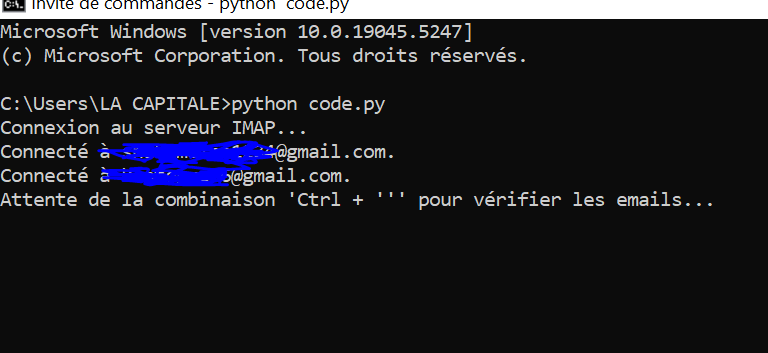 Invite de commandes - python code.py
Microsoft Windows [version 10.0.19045.5247]
(c) Microsoft Corporation. Tous droits réservés.
C:\Users\LA CAPITALE>python code.py
Connexion au serveur IMAP...
Connecté à @gmail.com.
Connecté à @gmail.com.
Attente de la combinaison 'Ctrl + ''' pour vérifier les emails...